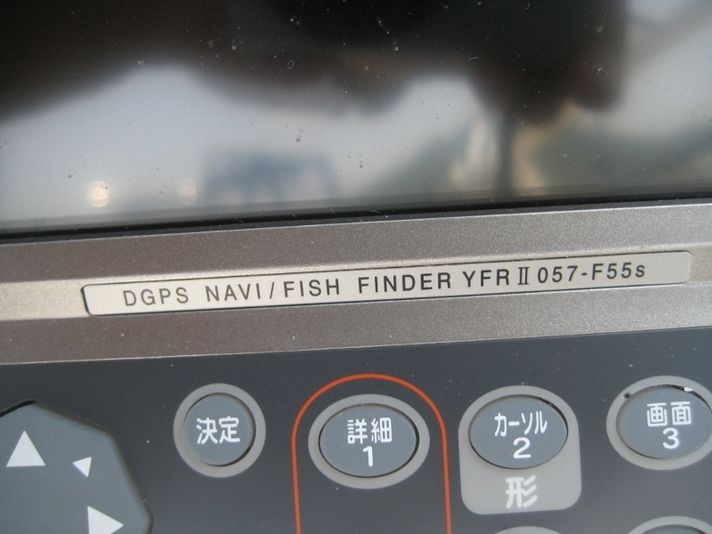 DGPS NAVI/FISH FINDER YFRⅡ057-F55s
決定
詳細
1
カーソル
2
形
画面
3